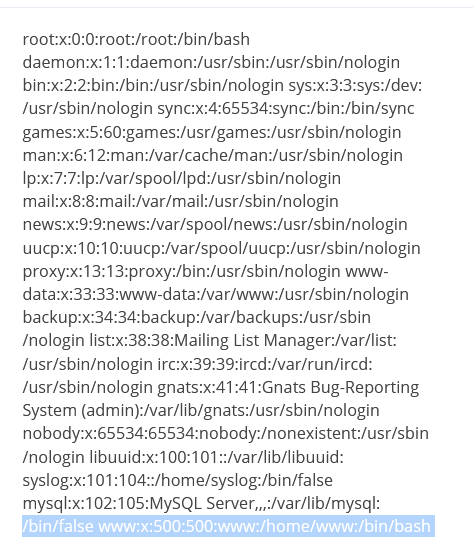 root:x:0:0:root:/root:/bin/bash
daemon:x:1:1:daemon:/usr/sbin:/usr/sbin/nologin
bin:x:2:2:bin:/bin:/usr/sbin/nologin sys:x:3:3:sys:/dev:
/usr/sbin/nologin sync:x:4:65534:sync:/bin:/bin/sync
games:x:5:60:games:/usr/games:/usr/sbin/nologin
man:x:6:12:man:/var/cache/man:/usr/sbin/nologin
lp:x:7:7:lp:/var/spool/lpd:/usr/sbin/nologin
mail:x:8:8:mail:/var/mail:/usr/sbin/nologin
news:x:9:9:news:/var/spool/news:/usr/sbin/nologin
uucp:x:10:10:uucp:/var/spool/uucp:/usr/sbin/nologin
proxy:x:13:13:proxy:/bin:/usr/sbin/nologin www-
data:x:33:33:www-data:/var/www:/usr/sbin/nologin
backup:x:34:34:backup:/var/backups:/usr/sbin
/nologin list:x:38:38:Mailing List Manager:/var/list:
/usr/sbin/nologin irc:x:39:39:ircd:/var/run/ircd:
/usr/sbin/nologin gnats:x:41:41:Gnats Bug-Reporting
System (admin):/var/lib/gnats:/usr/sbin/nologin
nobody:x:65534:65534:nobody:/nonexistent:/usr/sbin
/nologin libuuid:x:100:101::/var/lib/libuuid:
syslog:x:101:104::/home/syslog:/bin/false
mysql:x:102:105:MySQL Server,,,:/var/lib/mysql:
/bin/false www:x:500:500:www:/home/www:/bin/bash